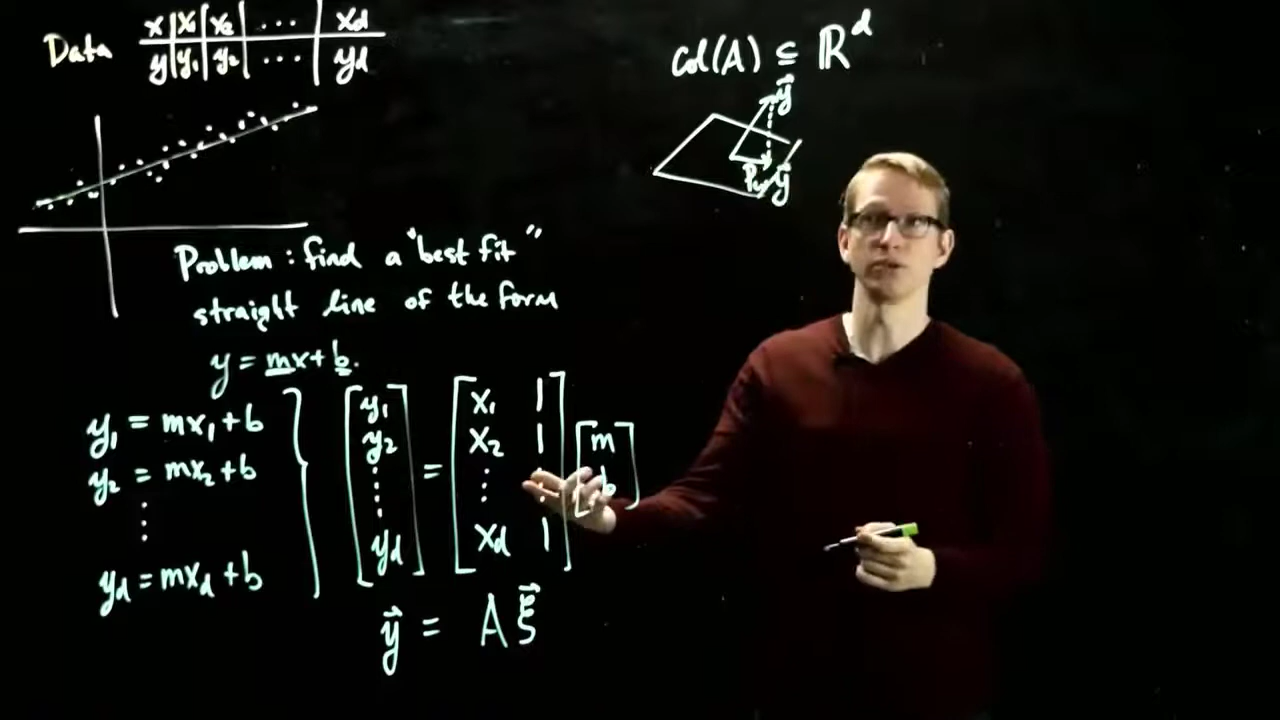 Data x | x₁ | x₂ | ··· | x_d
y | y₁ | y₂ | ··· | y_d
Problem : find a "best fit"
straight line of the form
y = mx+b.
y₁ = mx₁+b
y₂ = mx₂+b
⋮
y_d = mx_d+b
[y₁ y₂ ⋮ y_d] = [x₁ 1 x₂ 1 ⋮ ⋮ x_d 1] [m b]
y⃗ = A ξ⃗
Col(A) ⊆ ℝ^d
y⃗
y⃗